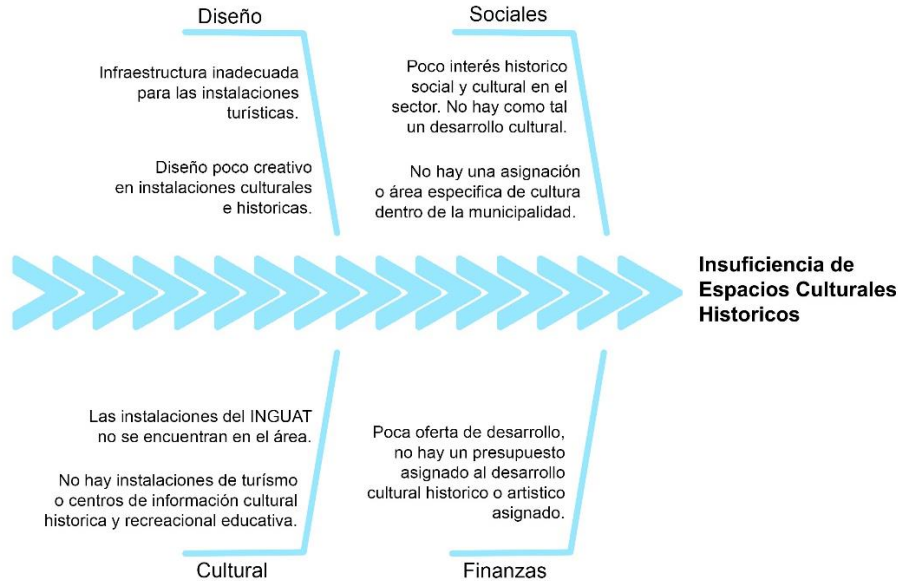 Diseño
Infraestructura inadecuada
para las instalaciones
turísticas.
Diseño poco creativo
en instalaciones culturales
e historicas.
Sociales
Poco interés historico
social y cultural en el
sector. No hay como tal
un desarrollo cultural.
No hay una asignación
o área especifica de cultura
dentro de la municipalidad.
Insuficiencia de
Espacios Culturales
Historicos
Las instalaciones del INGUAT
no se encuentran en el área.
No hay instalaciones de turísmo
o centros de información cultural
historica y recreacional educativa.
Cultural
Poca oferta de desarrollo,
no hay un presupuesto
asignado al desarrollo
cultural historico o artistico
asignado.
Finanzas